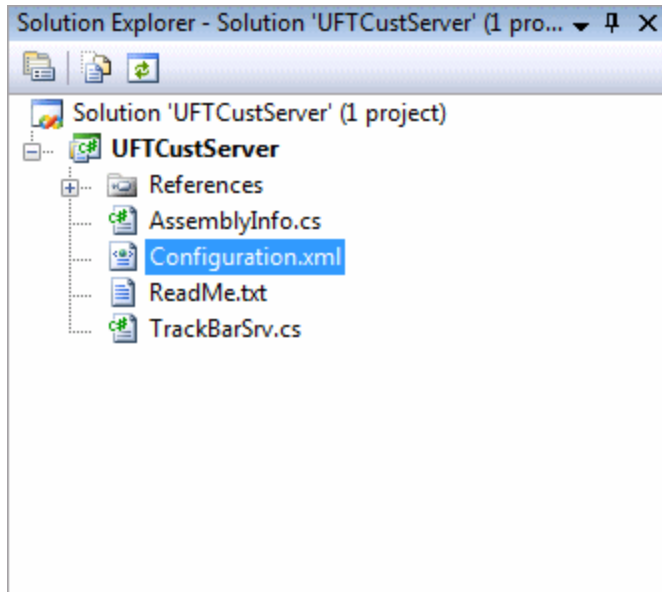 Solution Explorer - Solution 'UFTCustServer' (1 pro...
Solution 'UFTCustServer' (1 project)
UFTCustServer
References
AssemblyInfo.cs
Configuration.xml
ReadMe.txt
TrackBarSrv.cs